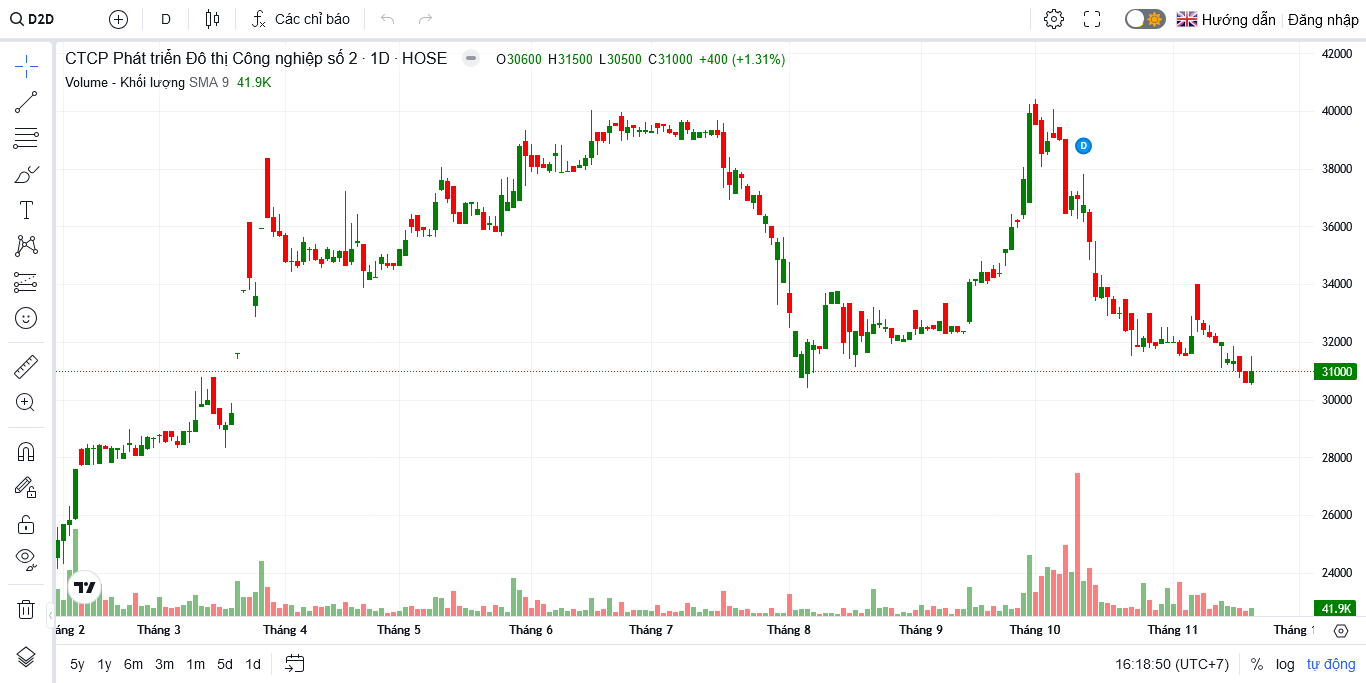 D2D
D
Các chỉ báo
Hướng dẫn
Đăng nhập
CTCP Phát triển Đô thị Công nghiệp số 2 · 1D · HOSE
O30600 H31500 L30500 C31000 +400 (+1.31%)
Volume - Khối lượng SMA 9 41.9K
42000
40000
38000
36000
34000
32000
31000
30000
28000
26000
24000
41.9K
D
áng 2
Tháng 3
Tháng 4
Tháng 5
Tháng 6
Tháng 7
Tháng 8
Tháng 9
Tháng 10
Tháng 11
Tháng 1
5y 1y 6m 3m 1m 5d 1d
16:18:50 (UTC+7)
% log tự động